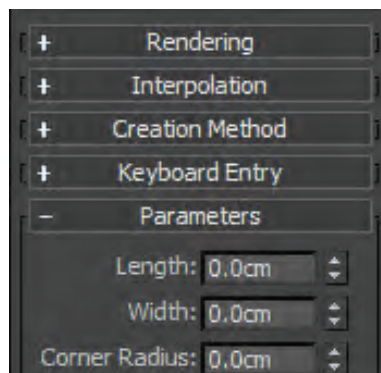 + Rendering
+ Interpolation
+ Creation Method
+ Keyboard Entry
- Parameters
Length: 0.0cm
Width: 0.0cm
Corner Radius: 0.0cm